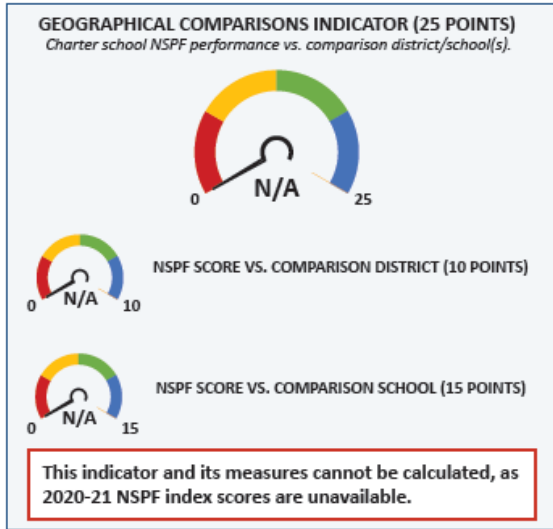 GEOGRAPHICAL COMPARISONS INDICATOR (25 POINTS)
Charter school NSPF performance vs. comparison district/school(s).
N/A
0
25
NSPF SCORE VS. COMPARISON DISTRICT (10 POINTS)
N/A
0
10
NSPF SCORE VS. COMPARISON SCHOOL (15 POINTS)
N/A
0
15
This indicator and its measures cannot be calculated, as
2020-21 NSPF index scores are unavailable.